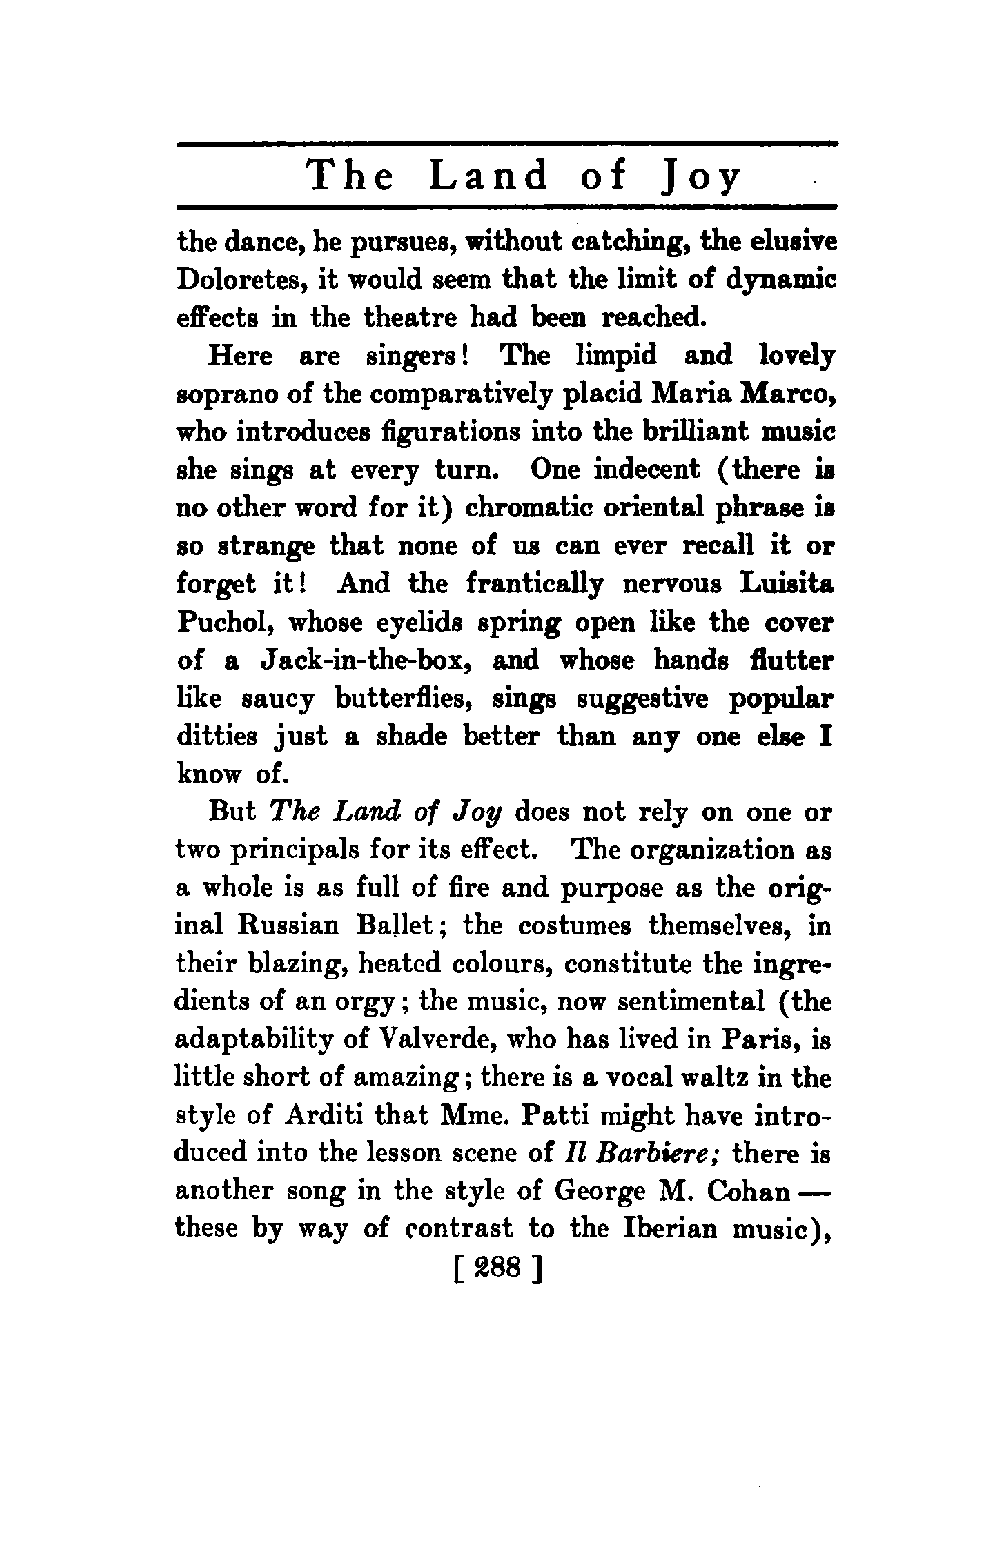 The Land of Joy
the dance, he pursues, without catching, the elusive
Doloretes, it would seem that the limit of dynamic
effects in the theatre had been reached.
Here are singers! The limpid and lovely
soprano of the comparatively placid Maria Marco,
who introduces figurations into the brilliant music
she sings at every turn. One indecent (there is
no other word for it) chromatic oriental phrase is
so strange that none of us can ever recall it or
forget it! And the frantically nervous Luisita
Puchol, whose eyelids spring open like the cover
of a Jack-in-the-box, and whose hands flutter
like saucy butterflies, sings suggestive popular
ditties just a shade better than any one else I
know of.
But The Land of Joy does not rely on one or
two principals for its effect. The organization as
a whole is as full of fire and purpose as the orig-
inal Russian Ballet; the costumes themselves, in
their blazing, heated colours, constitute the ingre-
dients of an orgy; the music, now sentimental (the
adaptability of Valverde, who has lived in Paris, is
little short of amazing; there is a vocal waltz in the
style of Arditi that Mme. Patti might have intro-
duced into the lesson scene of Il Barbiere; there is
another song in the style of George M. Cohan —
these by way of contrast to the Iberian music),
[ 288 ]